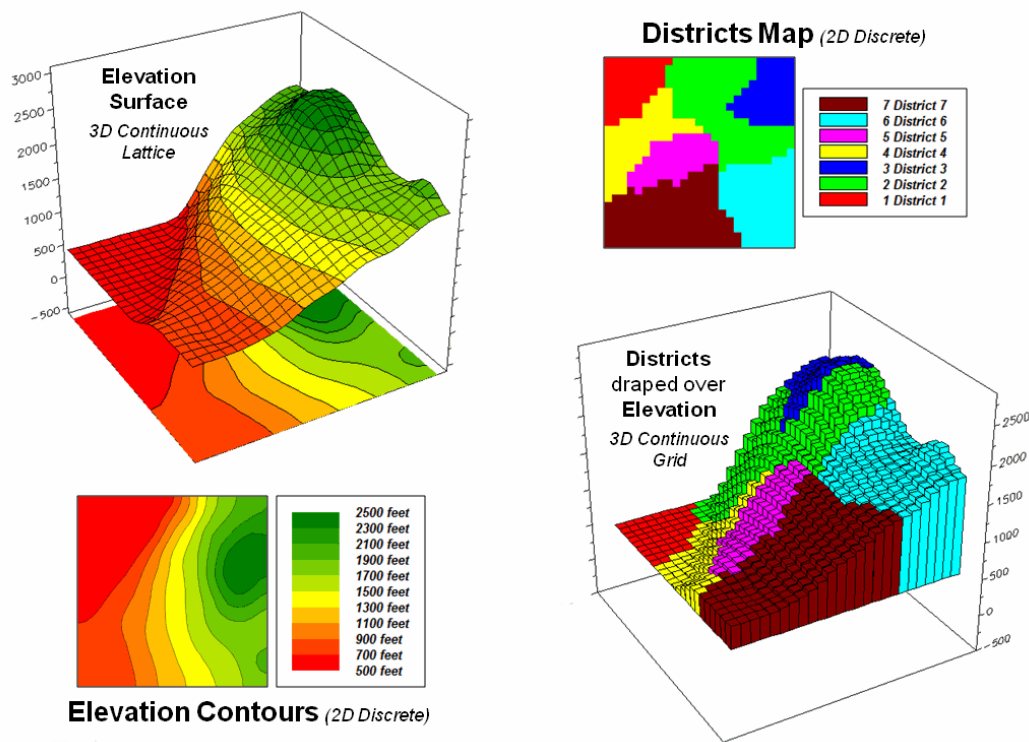 3000
2500
2000
1500
1000
500
0
-500
Elevation
Surface
3D Continuous
Lattice
Districts Map (2D Discrete)
7 District 7
6 District 6
5 District 5
4 District 4
3 District 3
2 District 2
1 District 1
Districts
draped over
Elevation
3D Continuous
Grid
2500
2000
1500
1000
500
0
-500
2500 feet
2300 feet
2100 feet
1900 feet
1700 feet
1500 feet
1300 feet
1100 feet
900 feet
700 feet
500 feet
Elevation Contours (2D Discrete)